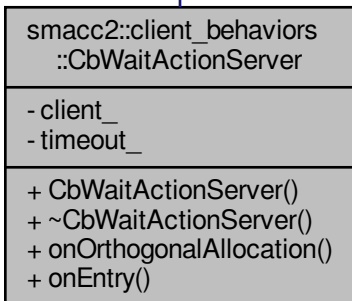 smacc2::client_behaviors
::CbWaitActionServer
- client_
- timeout_
+ CbWaitActionServer()
+ ~CbWaitActionServer()
+ onOrthogonalAllocation()
+ onEntry()